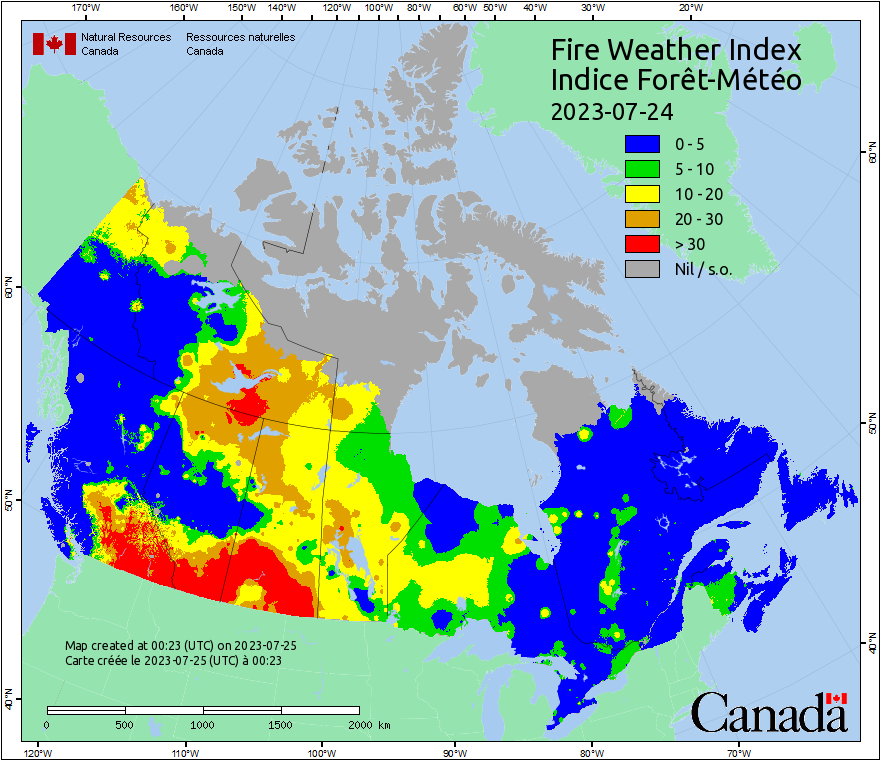 170°W 160°W 150°W 140°W 120°W 100°W 80°W 60°W 50°W 40°W 30°W 20°W
Natural Resources Ressources naturelles
Canada Canada
Fire Weather Index
Indice Forêt-Météo
2023-07-24
0 - 5
5 - 10
10 - 20
20 - 30
> 30
Nil / s.o.
60°N
60°N
50°N
50°N
40°N
40°N
Map created at 00:23 (UTC) on 2023-07-25
Carte créée le 2023-07-25 (UTC) à 00:23
0 500 1000 1500 2000 km
Canada
120°W 110°W 100°W 90°W 80°W 70°W